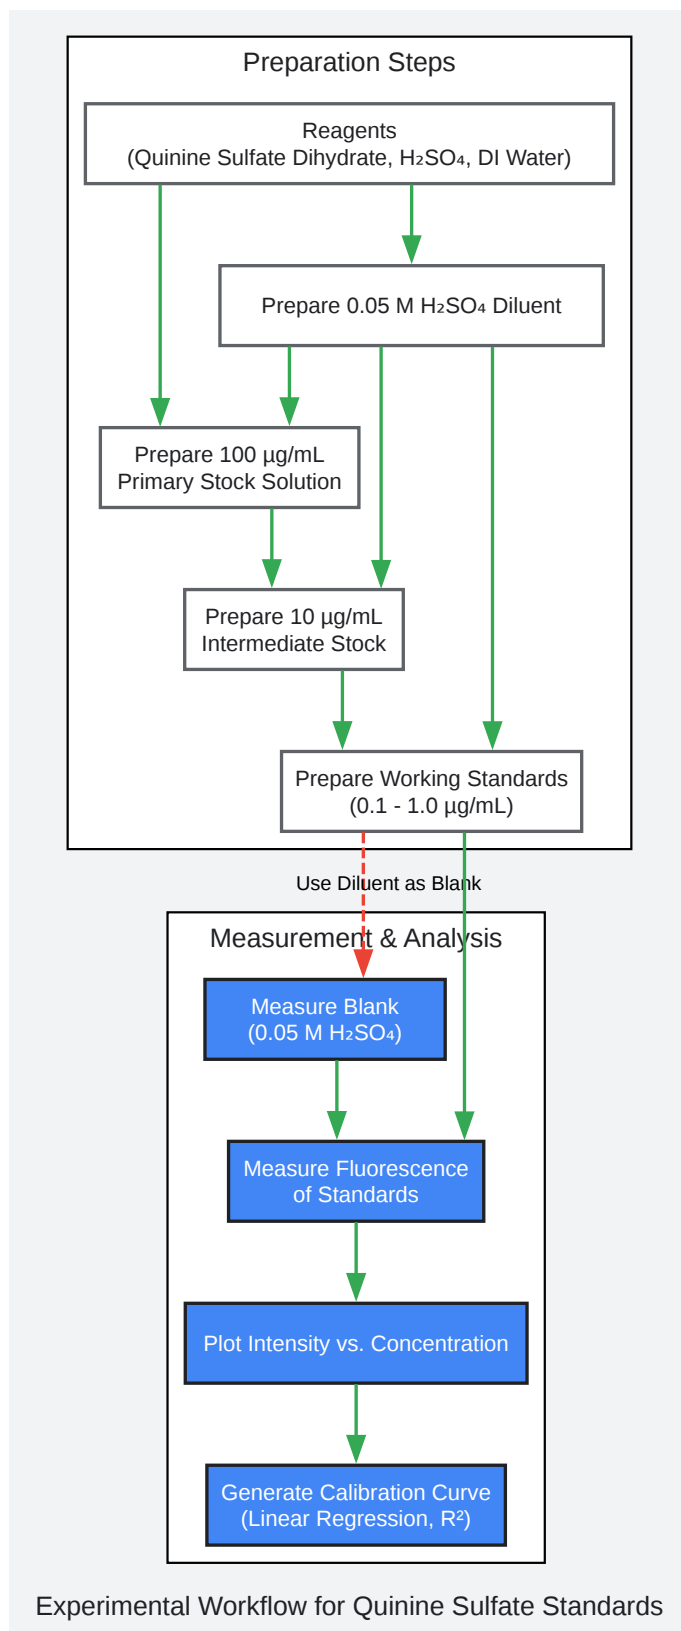 Preparation Steps
Reagents
(Quinine Sulfate Dihydrate, H₂SO₄, DI Water)
Prepare 0.05 M H₂SO₄ Diluent
Prepare 100 µg/mL
Primary Stock Solution
Prepare 10 µg/mL
Intermediate Stock
Prepare Working Standards
(0.1 - 1.0 µg/mL)
Use Diluent as Blank
Measurement & Analysis
Measure Blank
(0.05 M H₂SO₄)
Measure Fluorescence
of Standards
Plot Intensity vs. Concentration
Generate Calibration Curve
(Linear Regression, R²)
Experimental Workflow for Quinine Sulfate Standards